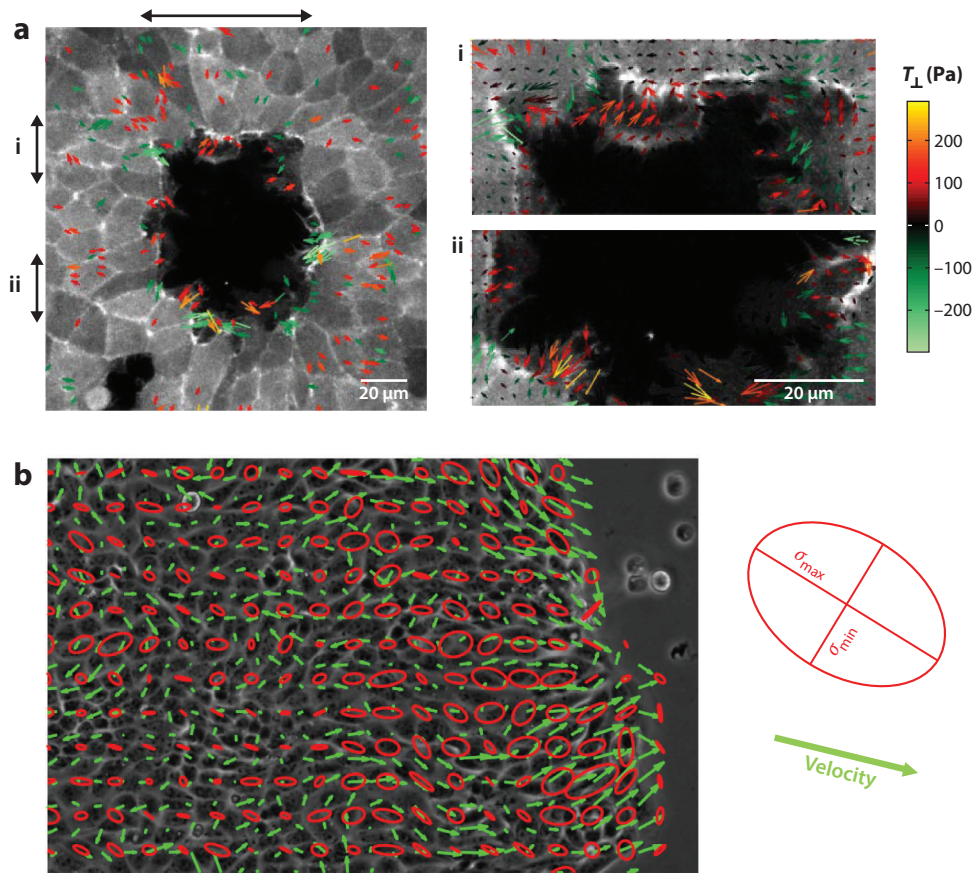 a
i
ii
20 µm
i
ii
20 µm
T⊥ (Pa)
200
100
0
−100
−200
b
σmax
σmin
Velocity